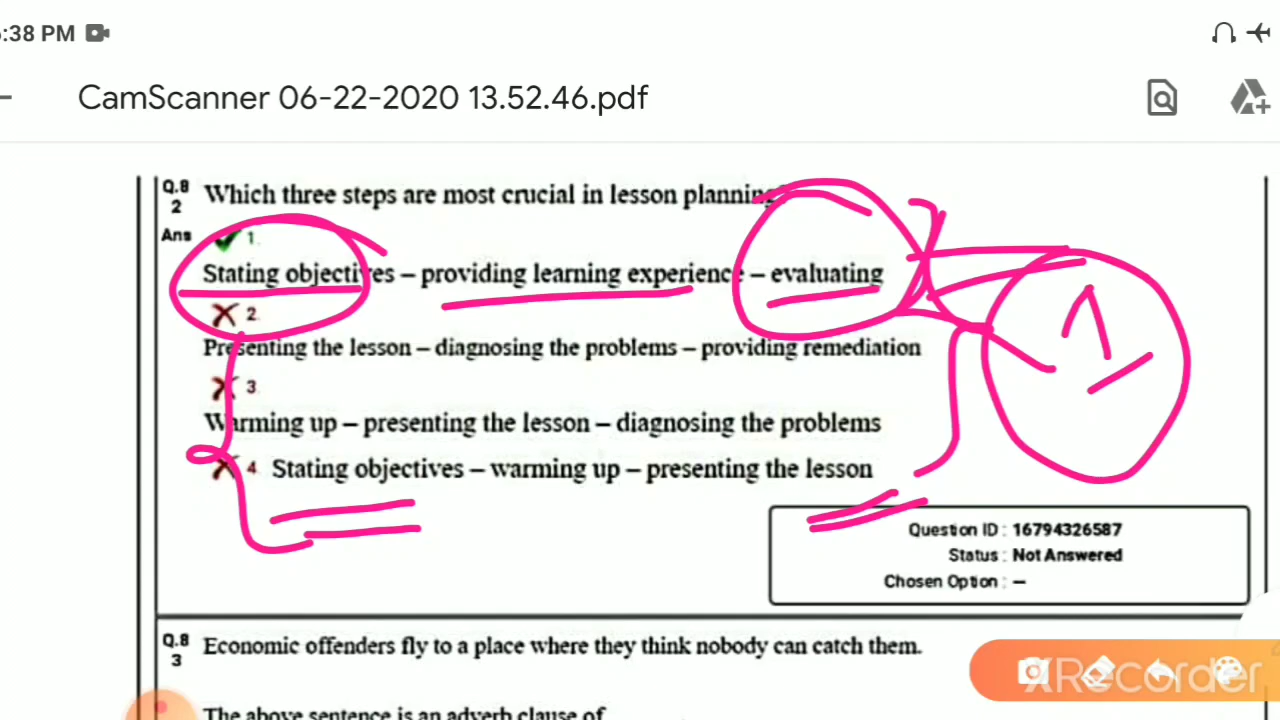 :38 PM
CamScanner 06-22-2020 13.52.46.pdf
Q.8 Which three steps are most crucial in lesson planning?
2
Ans 1.
Stating objectives – providing learning experience – evaluating
2.
Presenting the lesson – diagnosing the problems – providing remediation
3.
Warming up – presenting the lesson – diagnosing the problems
4 Stating objectives – warming up – presenting the lesson
1
Question ID : 16794326587
Status : Not Answered
Chosen Option : –
Q.8 Economic offenders fly to a place where they think nobody can catch them.
3
XRecorder
The above sentence is an adverb clause of